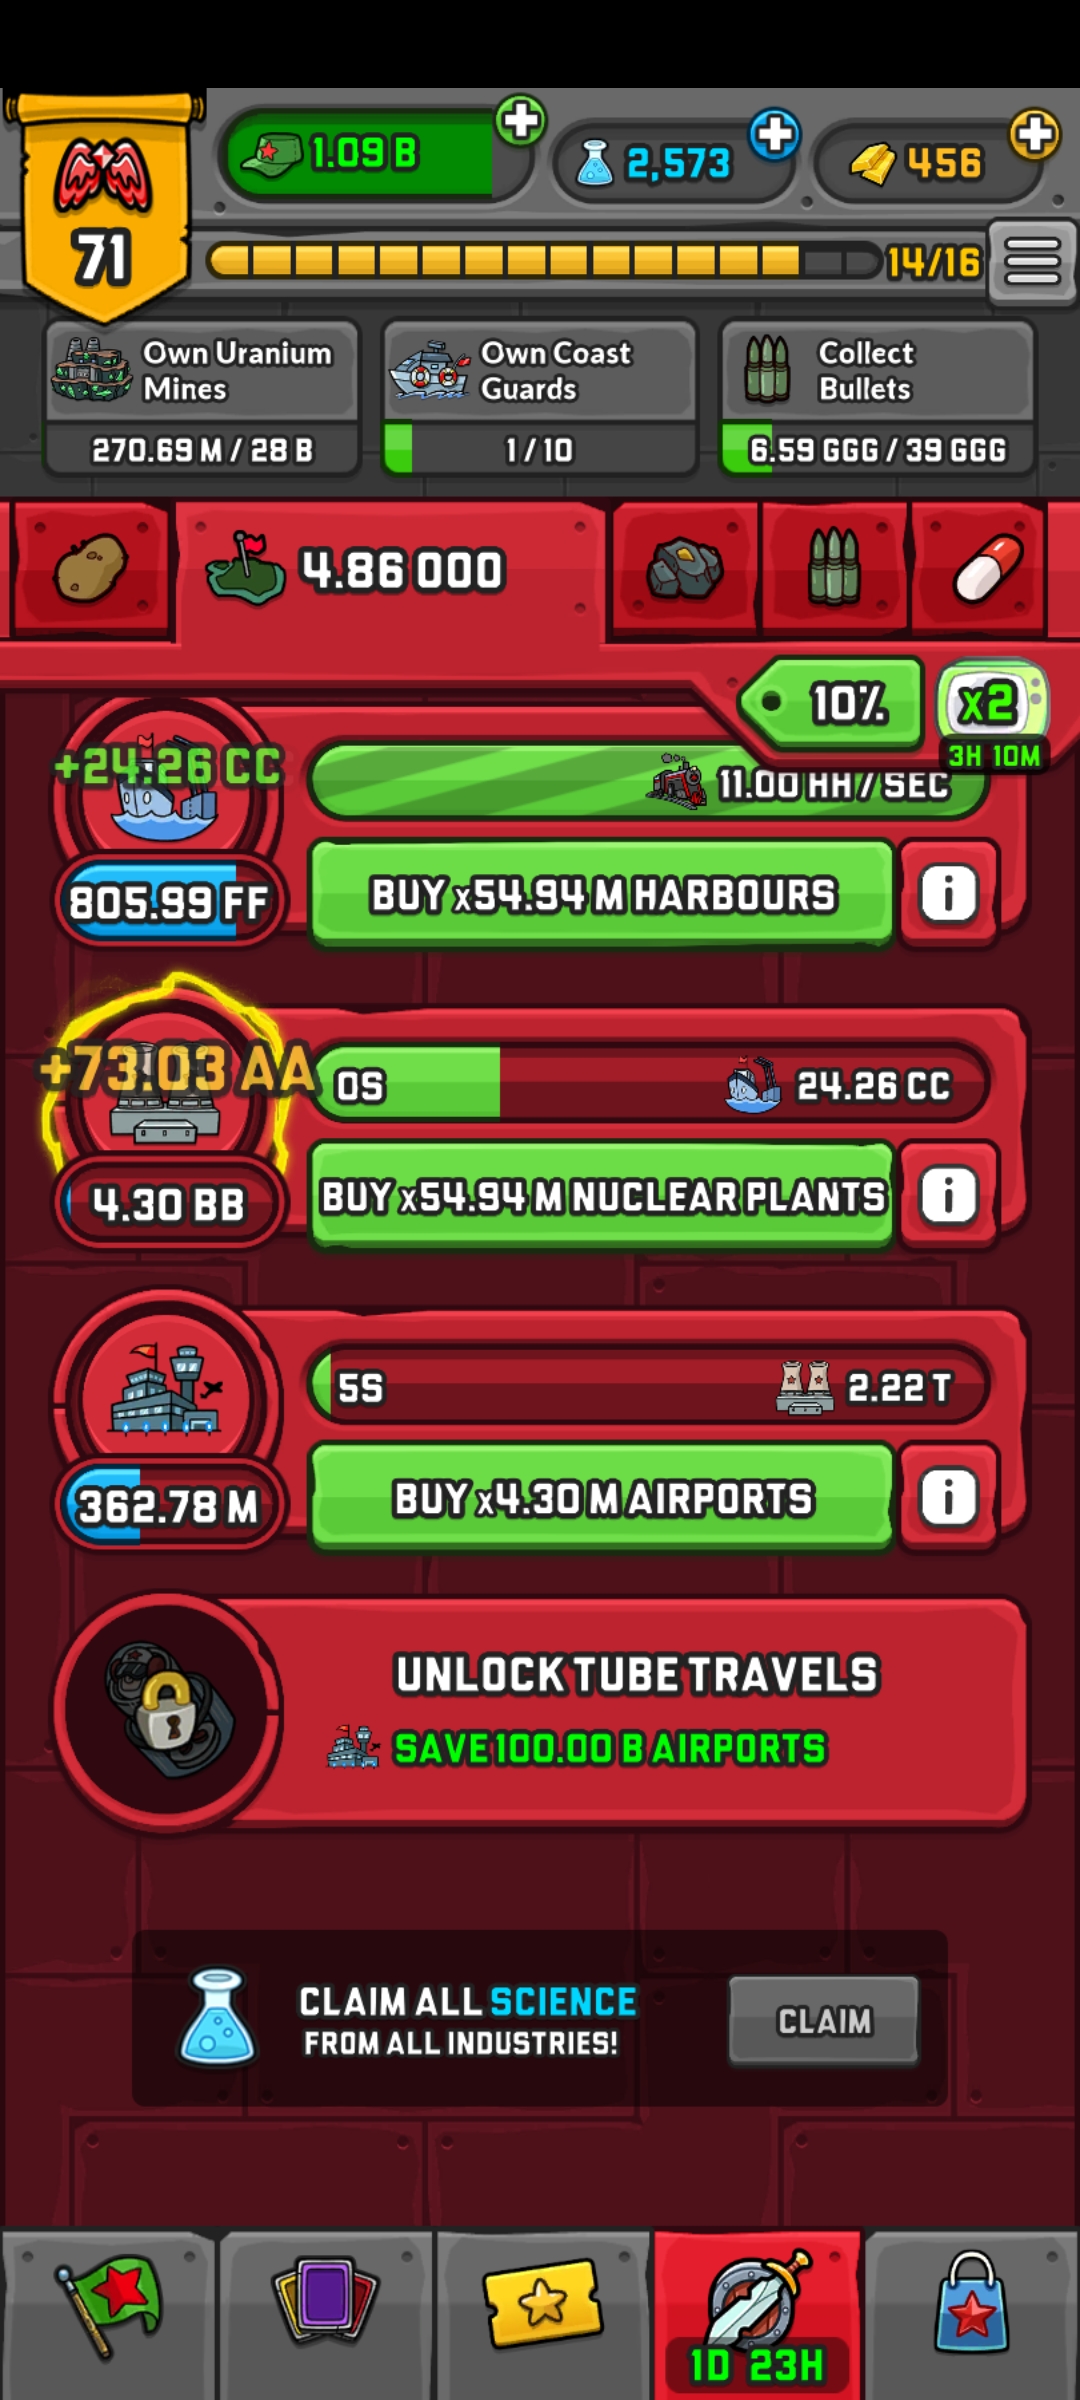 71
1.09 B
2,573
456
14/16
Own Uranium
Mines
270.69 M / 28 B
Own Coast
Guards
1 / 10
Collect
Bullets
6.59 GGG / 39 GGG
4.86 OOO
10%
x2
3H 10M
+24.26 CC
11.00 HH / SEC
805.99 FF
BUY x54.94 M HARBOURS
i
+73.03 AA
0S
24.26 CC
4.30 BB
BUY x54.94 M NUCLEAR PLANTS
i
5S
2.22 T
362.78 M
BUY x4.30 M AIRPORTS
i
UNLOCK TUBE TRAVELS
SAVE 100.00 B AIRPORTS
CLAIM ALL SCIENCE
FROM ALL INDUSTRIES!
CLAIM
1D 23H